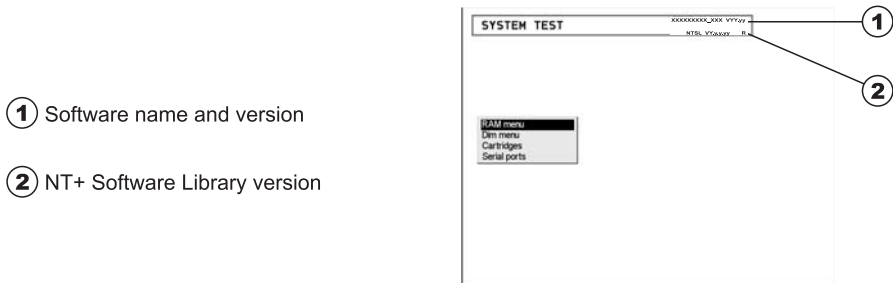 SYSTEM TEST
XXXXXXXXX_XXX VYY.yy
NTSL VY.y.y.yy R
1
2
1 Software name and version
2 NT+ Software Library version
RAM menu
Dim menu
Cartridges
Serial ports